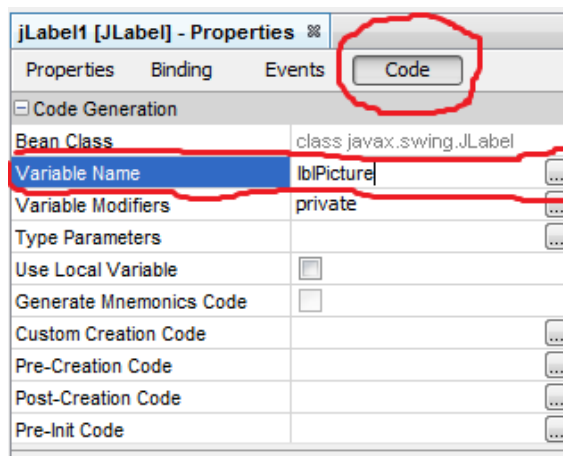 jLabel1 [JLabel] - Properties
Properties Binding Events Code
Code Generation
Bean Class class javax.swing.JLabel
Variable Name lblPicture
Variable Modifiers private
Type Parameters
Use Local Variable
Generate Mnemonics Code
Custom Creation Code
Pre-Creation Code
Post-Creation Code
Pre-Init Code